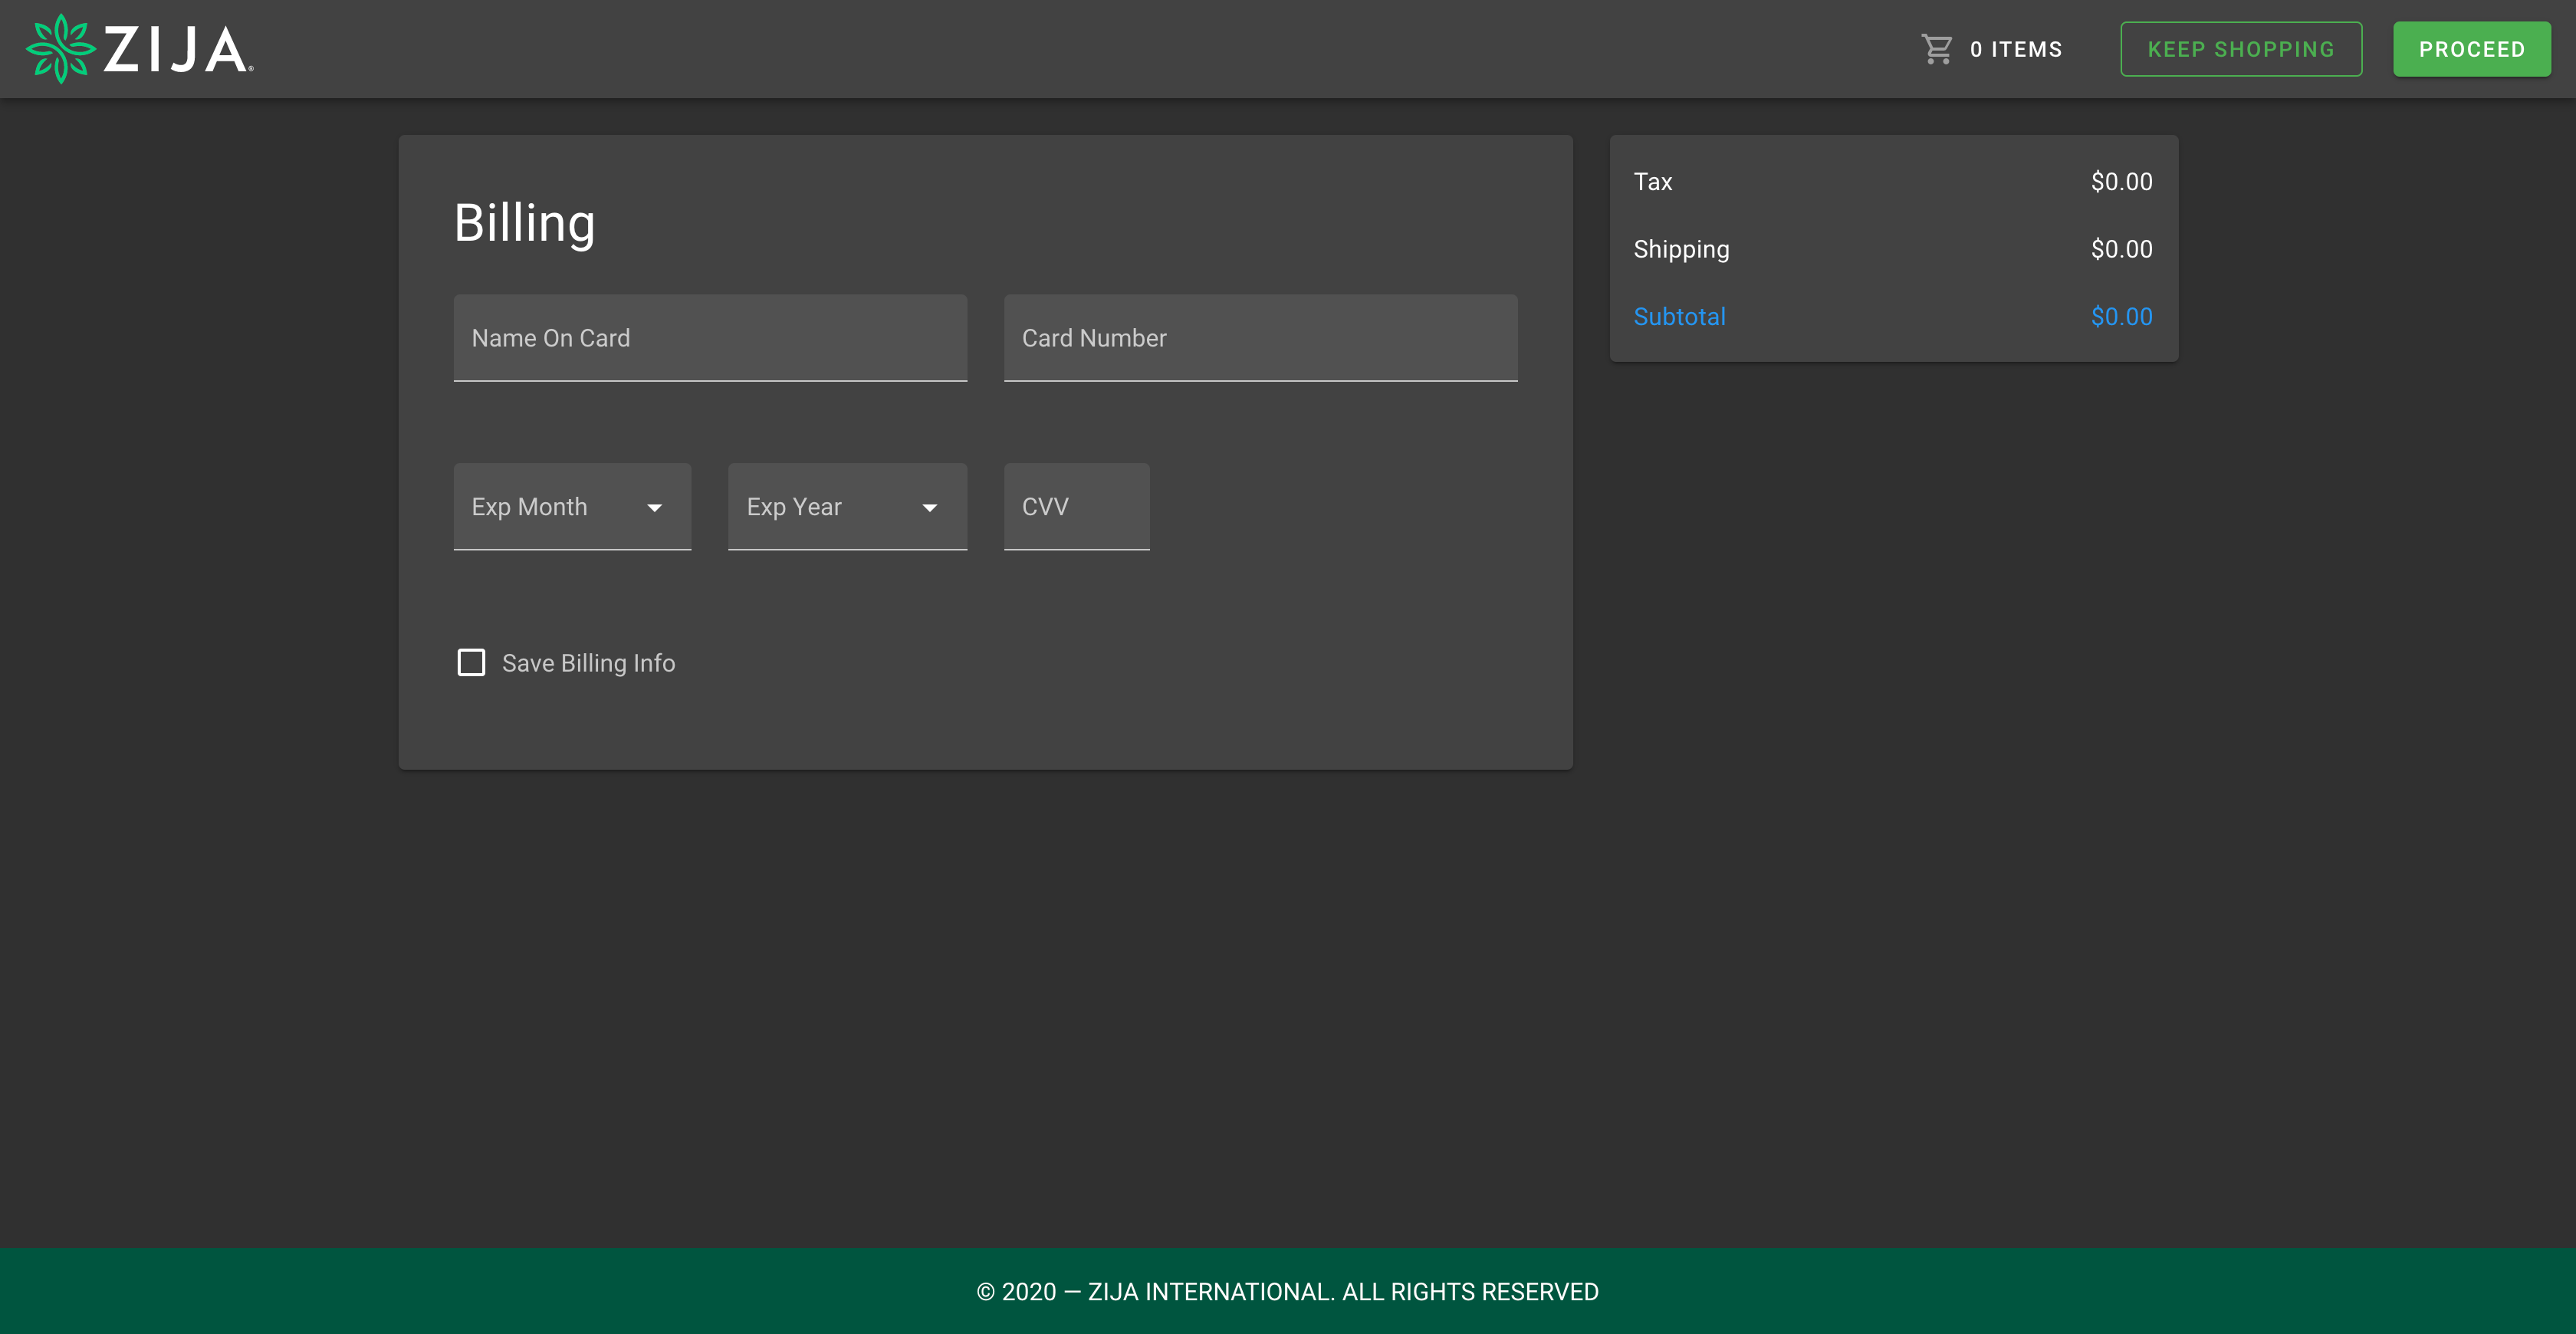 ZIJA®
0 ITEMS
KEEP SHOPPING
PROCEED
Billing
Name On Card
Card Number
Exp Month
Exp Year
CVV
Save Billing Info
Tax
$0.00
Shipping
$0.00
Subtotal
$0.00
© 2020 — ZIJA INTERNATIONAL. ALL RIGHTS RESERVED